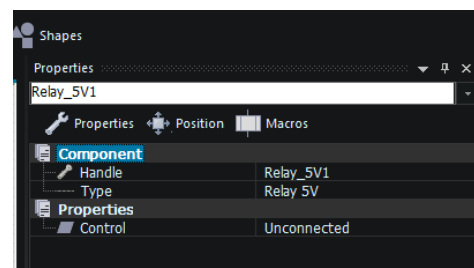 Shapes
Properties
Relay_5V1
Properties Position Macros
Component
Handle Relay_5V1
Type Relay 5V
Properties
Control Unconnected